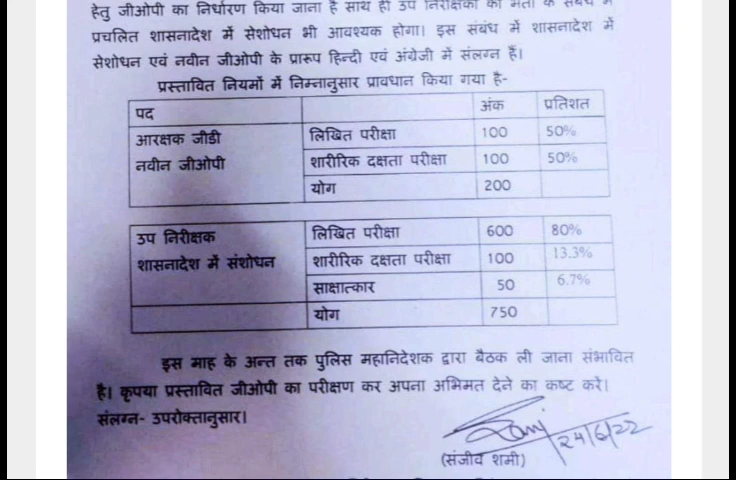 हेतु जीओपी का निर्धारण किया जाना है साथ ही उप निरीक्षकों की भर्ती के संबंध में
प्रचलित शासनादेश में सेशोधन भी आवश्यक होगा। इस संबंध में शासनादेश में
सेशोधन एवं नवीन जीओपी के प्रारूप हिन्दी एवं अंग्रेजी में संलग्न हैं।
प्रस्तावित नियमों में निम्नानुसार प्रावधान किया गया है-
पद अंक प्रतिशत
आरक्षक जीडी लिखित परीक्षा 100 50%
नवीन जीओपी शारीरिक दक्षता परीक्षा 100 50%
योग 200
उप निरीक्षक लिखित परीक्षा 600 80%
शासनादेश में संशोधन शारीरिक दक्षता परीक्षा 100 13.3%
साक्षात्कार 50 6.7%
योग 750
इस माह के अन्त तक पुलिस महानिदेशक द्वारा बैठक ली जाना संभावित
है। कृपया प्रस्तावित जीओपी का परीक्षण कर अपना अभिमत देने का कष्ट करें।
संलग्न- उपरोक्तानुसार।
24/6/22
(संजीव शमी)